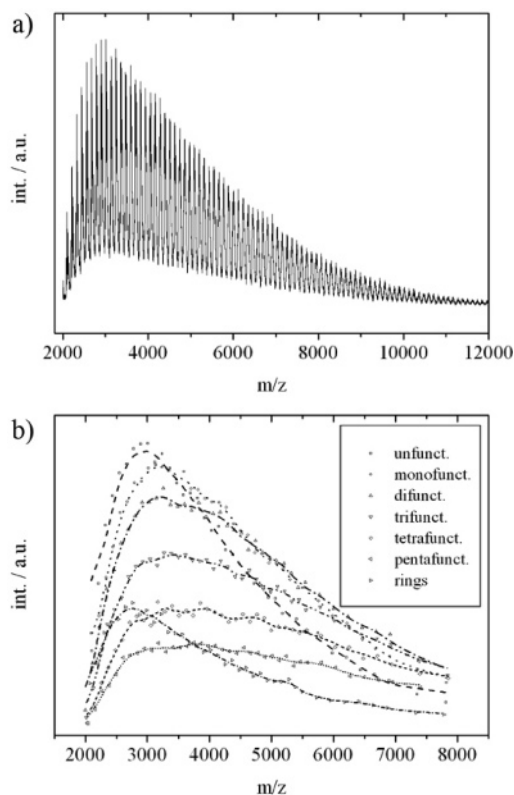 a)
int. / a.u.
2000 4000 6000 8000 10000 12000
m/z
b)
int. / a.u.
unfunct.
monofunct.
difunct.
trifunct.
tetrafunct.
pentafunct.
rings
2000 3000 4000 5000 6000 7000 8000
m/z